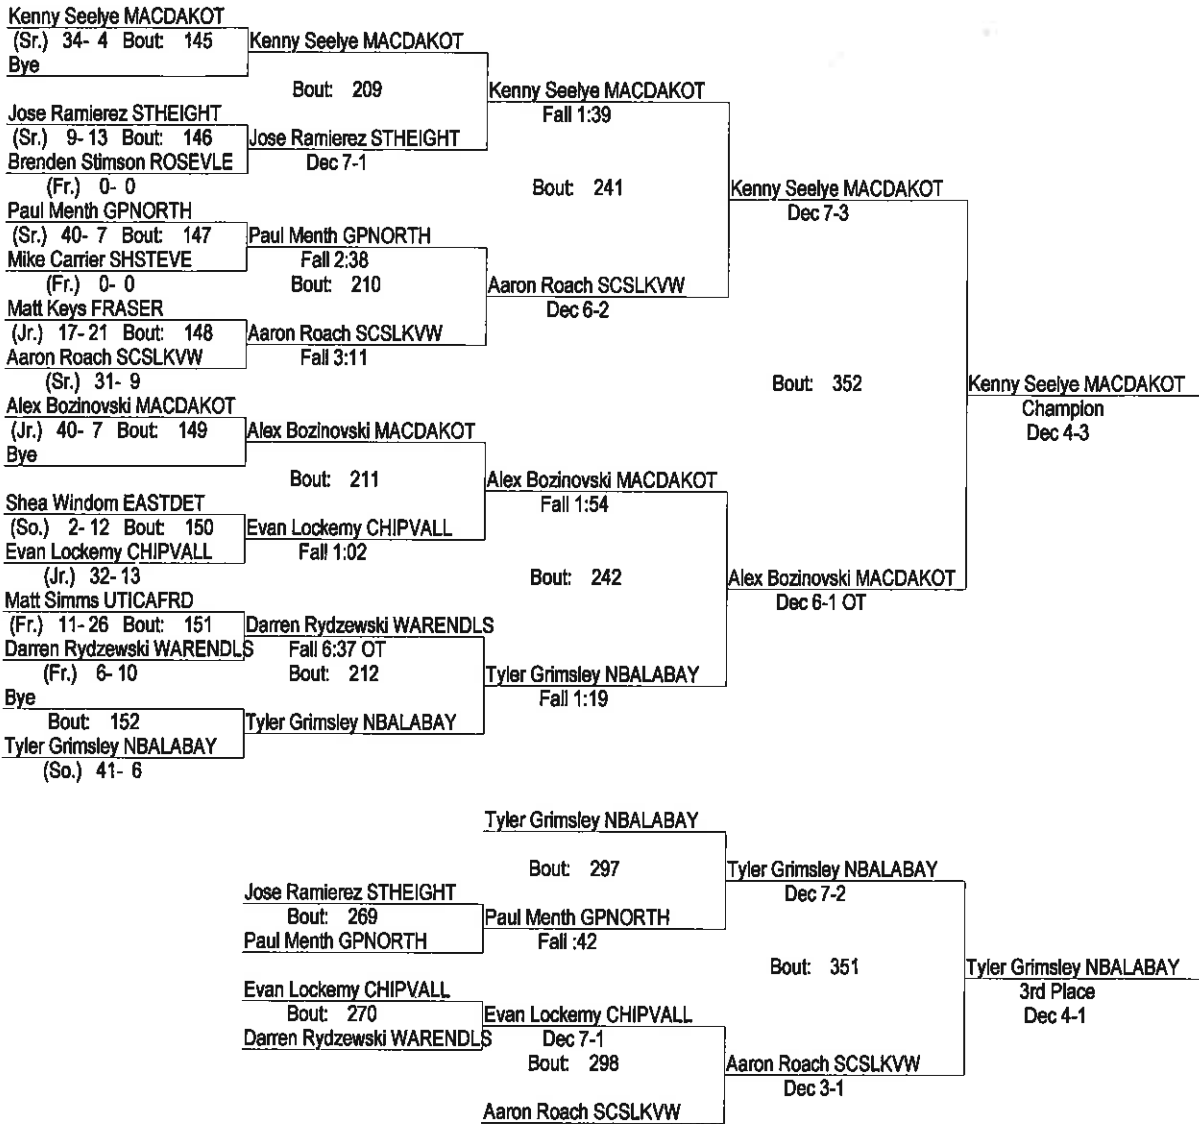 Kenny Seelye MACDAKOT
(Sr.) 34- 4 Bout: 145
Bye
Kenny Seelye MACDAKOT
Bout: 209
Jose Ramierez STHEIGHT
(Sr.) 9- 13 Bout: 146
Brenden Stimson ROSEVLE
(Fr.) 0- 0
Jose Ramierez STHEIGHT
Dec 7-1
Kenny Seelye MACDAKOT
Fall 1:39
Bout: 241
Paul Menth GPNORTH
(Sr.) 40- 7 Bout: 147
Mike Carrier SHSTEVE
(Fr.) 0- 0
Paul Menth GPNORTH
Fall 2:38
Bout: 210
Matt Keys FRASER
(Jr.) 17- 21 Bout: 148
Aaron Roach SCSLKVW
(Sr.) 31- 9
Aaron Roach SCSLKVW
Fall 3:11
Aaron Roach SCSLKVW
Dec 6-2
Kenny Seelye MACDAKOT
Dec 7-3
Bout: 352
Kenny Seelye MACDAKOT
Champion
Dec 4-3
Alex Bozinovski MACDAKOT
(Jr.) 40- 7 Bout: 149
Bye
Alex Bozinovski MACDAKOT
Bout: 211
Shea Windom EASTDET
(So.) 2- 12 Bout: 150
Evan Lockemy CHIPVALL
(Jr.) 32- 13
Evan Lockemy CHIPVALL
Fall 1:02
Alex Bozinovski MACDAKOT
Fall 1:54
Bout: 242
Matt Simms UTICAFRD
(Fr.) 11- 26 Bout: 151
Darren Rydzewski WARENDLS
(Fr.) 6- 10
Darren Rydzewski WARENDLS
Fall 6:37 OT
Bout: 212
Bye
Bout: 152
Tyler Grimsley NBALABAY
(So.) 41- 6
Tyler Grimsley NBALABAY
Tyler Grimsley NBALABAY
Fall 1:19
Alex Bozinovski MACDAKOT
Dec 6-1 OT
Tyler Grimsley NBALABAY
Bout: 297
Jose Ramierez STHEIGHT
Bout: 269
Paul Menth GPNORTH
Paul Menth GPNORTH
Fall :42
Tyler Grimsley NBALABAY
Dec 7-2
Bout: 351
Tyler Grimsley NBALABAY
3rd Place
Dec 4-1
Evan Lockemy CHIPVALL
Bout: 270
Darren Rydzewski WARENDLS
Evan Lockemy CHIPVALL
Dec 7-1
Bout: 298
Aaron Roach SCSLKVW
Aaron Roach SCSLKVW
Dec 3-1